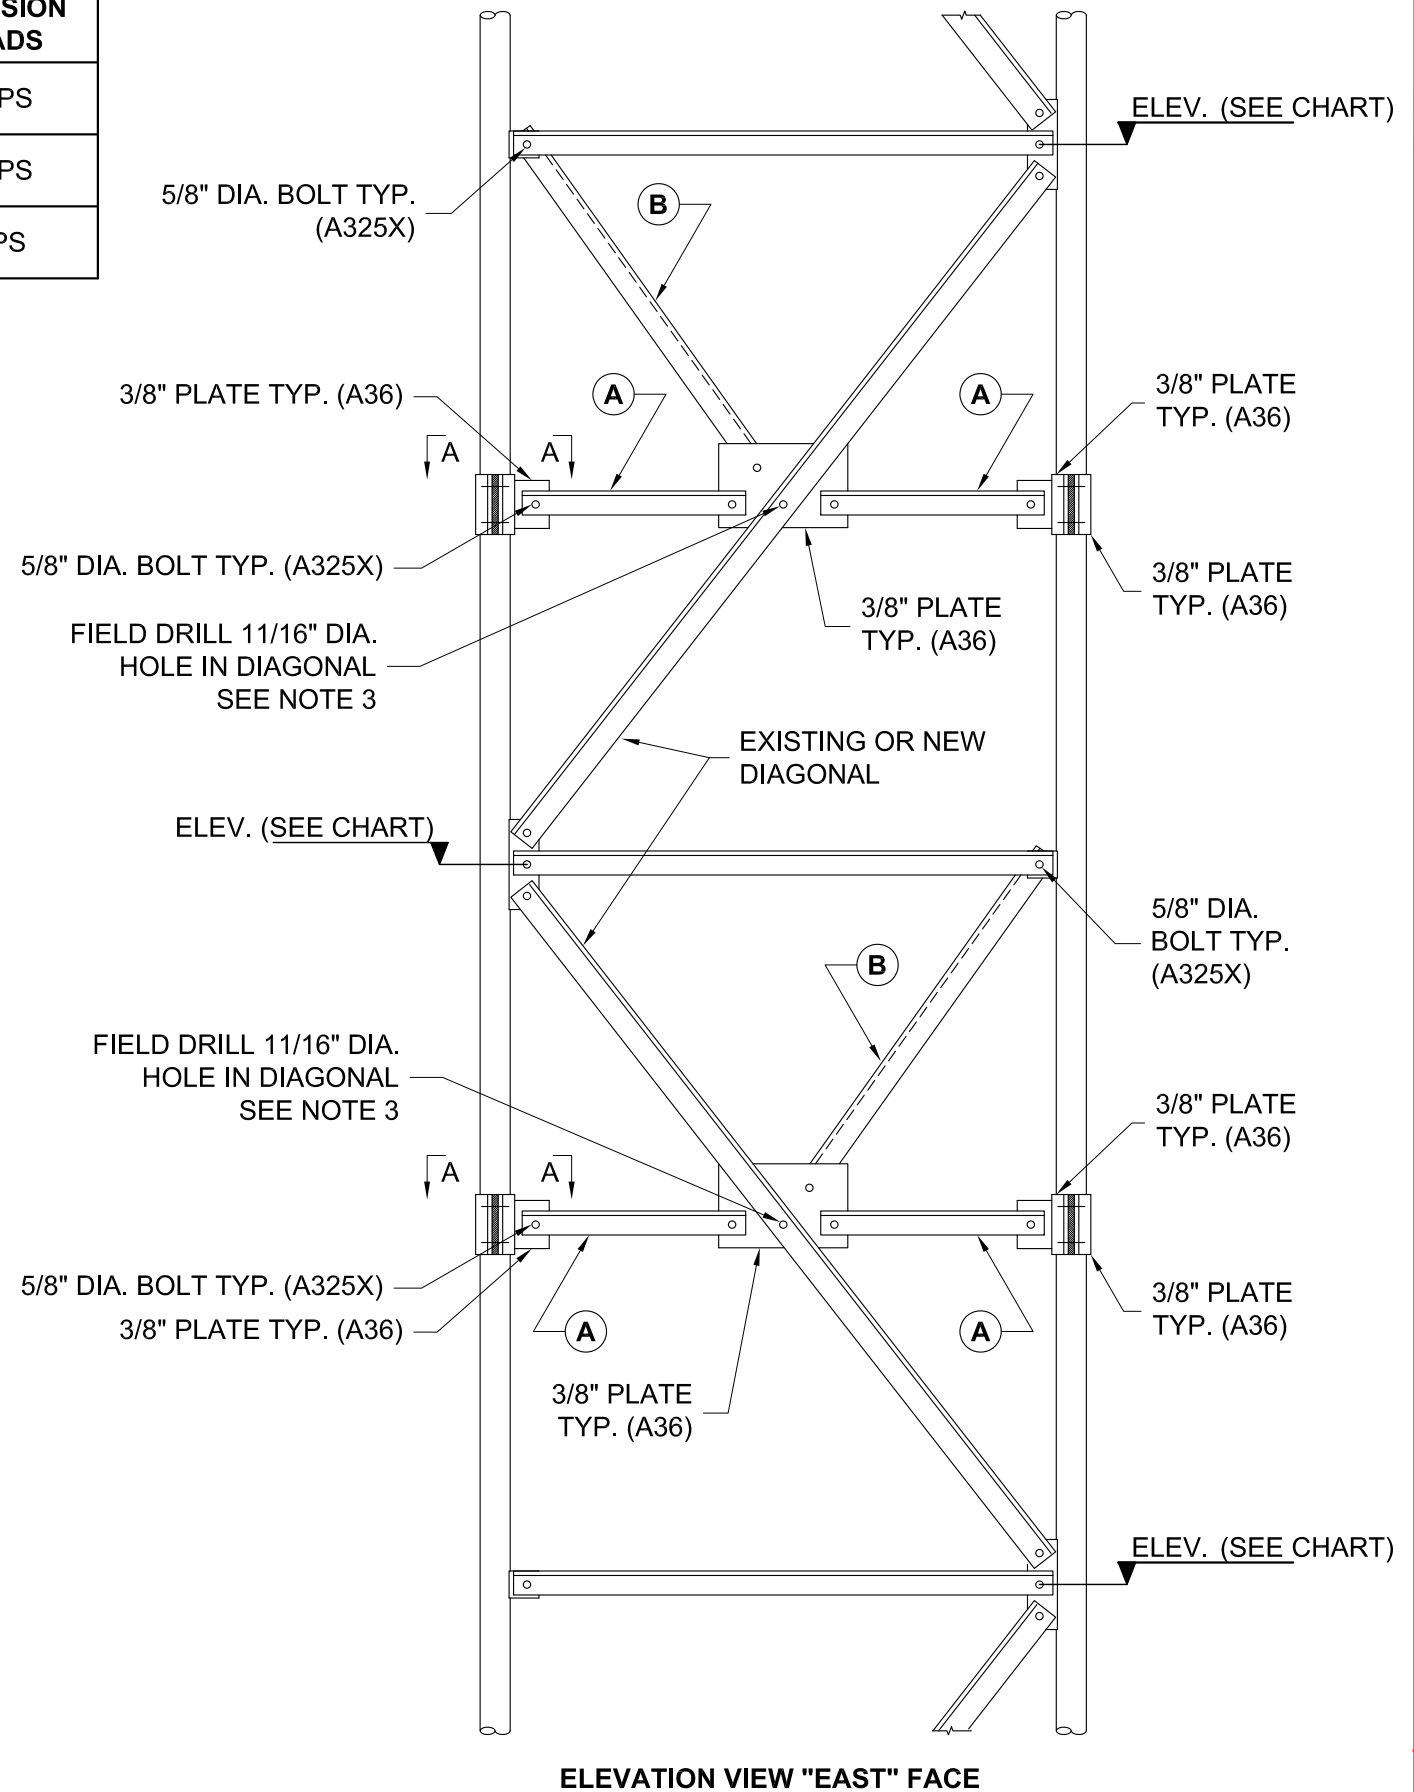 5/8" DIA. BOLT TYP.
(A325X)
B
ELEV. (SEE CHART)
3/8" PLATE TYP. (A36)
A
A
3/8" PLATE
TYP. (A36)
A
A
5/8" DIA. BOLT TYP. (A325X)
3/8" PLATE
TYP. (A36)
3/8" PLATE
TYP. (A36)
FIELD DRILL 11/16" DIA.
HOLE IN DIAGONAL
SEE NOTE 3
EXISTING OR NEW
DIAGONAL
ELEV. (SEE CHART)
5/8" DIA.
BOLT TYP.
(A325X)
B
FIELD DRILL 11/16" DIA.
HOLE IN DIAGONAL
SEE NOTE 3
3/8" PLATE
TYP. (A36)
A
A
5/8" DIA. BOLT TYP. (A325X)
3/8" PLATE TYP. (A36)
A
A
3/8" PLATE
TYP. (A36)
3/8" PLATE
TYP. (A36)
ELEV. (SEE CHART)
ELEVATION VIEW "EAST" FACE